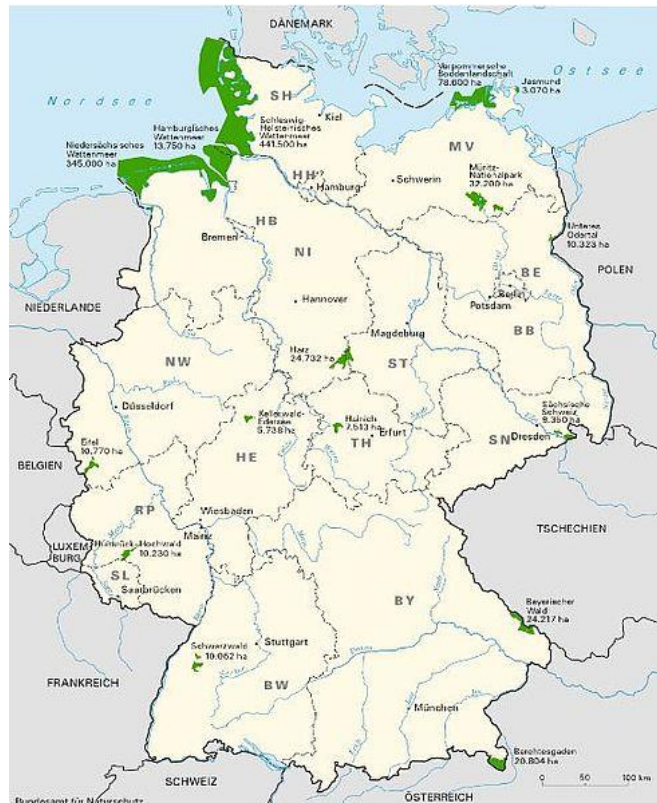 DÄNEMARK
Nordsee
Ostsee
Vorpommersche
Boddenlandschaft
78.600 ha
Jasmund
3.070 ha
SH
Kiel
Schleswig-
Holsteinisches
Wattenmeer
441.500 ha
Hamburgisches
Wattenmeer
13.750 ha
Niedersächsisches
Wattenmeer
345.000 ha
MV
Müritz-
Nationalpark
32.200 ha
HH
Hamburg
Schwerin
HB
Bremen
Unteres
Odertal
10.323 ha
NI
BE
Berlin
POLEN
NIEDERLANDE
Hannover
Potsdam
BB
Magdeburg
Harz
24.732 ha
NW
ST
Düsseldorf
Kellerwald-
Edersee
5.738 ha
Hainich
7.513 ha
Sächsische
Schweiz
9.350 ha
Dresden
Erfurt
TH
SN
HE
Eifel
10.770 ha
BELGIEN
RP
Wiesbaden
Mainz
TSCHECHIEN
LUXEM-
BURG
Hunsrück-Hochwald
10.230 ha
SL
Saarbrücken
BY
Bayerischer
Wald
24.217 ha
Schwarzwald
10.062 ha
Stuttgart
FRANKREICH
BW
München
Berchtesgaden
20.804 ha
SCHWEIZ
0 50 100 km
ÖSTERREICH
Bundesamt für Naturschutz